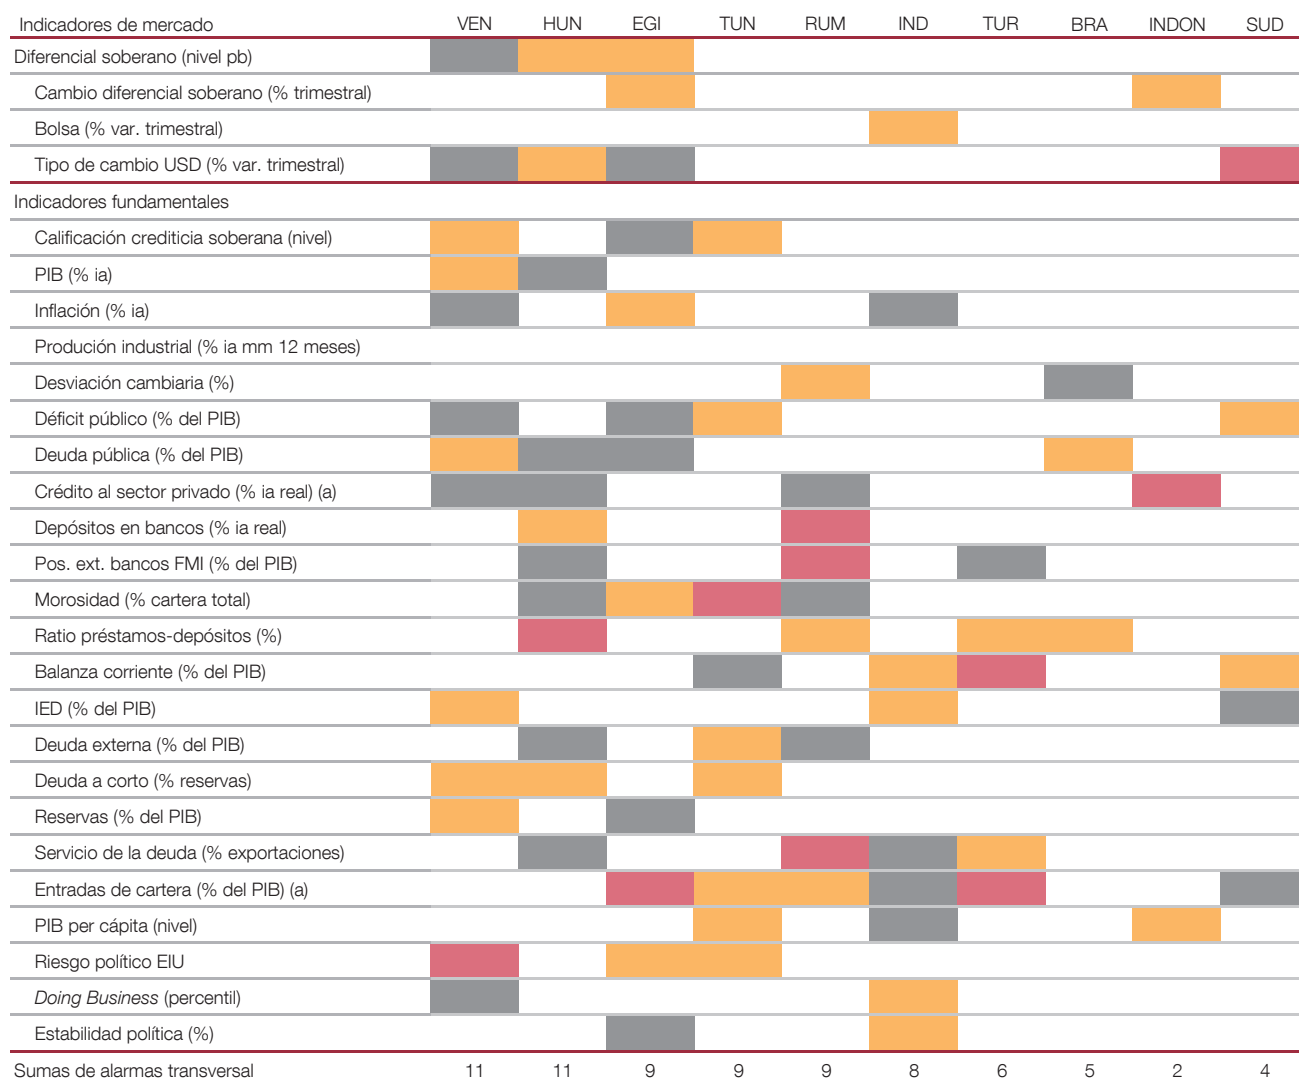 Indicadores de mercado VEN HUN EGI TUN RUM IND TUR BRA INDON SUD
Diferencial soberano (nivel pb)
Cambio diferencial soberano (% trimestral)
Bolsa (% var. trimestral)
Tipo de cambio USD (% var. trimestral)
Indicadores fundamentales
Calificación crediticia soberana (nivel)
PIB (% ia)
Inflación (% ia)
Produción industrial (% ia mm 12 meses)
Desviación cambiaria (%)
Déficit público (% del PIB)
Deuda pública (% del PIB)
Crédito al sector privado (% ia real) (a)
Depósitos en bancos (% ia real)
Pos. ext. bancos FMI (% del PIB)
Morosidad (% cartera total)
Ratio préstamos-depósitos (%)
Balanza corriente (% del PIB)
IED (% del PIB)
Deuda externa (% del PIB)
Deuda a corto (% reservas)
Reservas (% del PIB)
Servicio de la deuda (% exportaciones)
Entradas de cartera (% del PIB) (a)
PIB per cápita (nivel)
Riesgo político EIU
Doing Business (percentil)
Estabilidad política (%)
Sumas de alarmas transversal 11 11 9 9 9 8 6 5 2 4